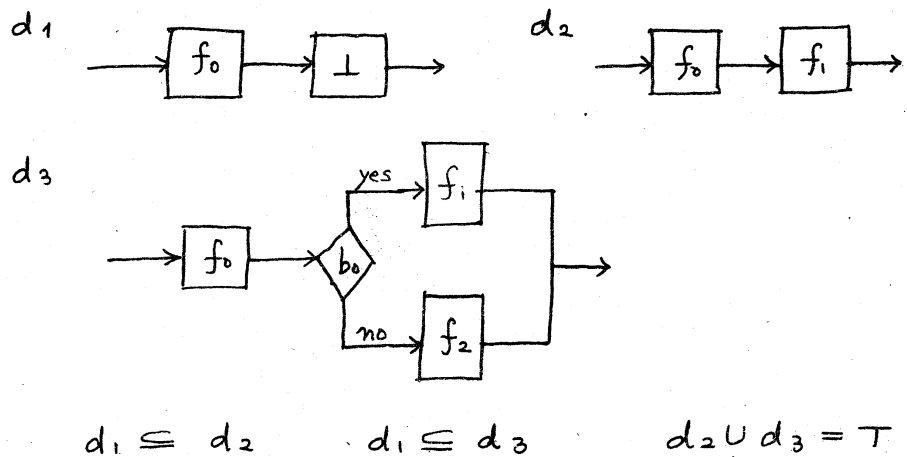 d1
f0 ⊥
d2
f0 f1
d3
f0 b0 yes f1
no f2
d1 ⊆ d2 d1 ⊆ d3 d2 ∪ d3 = T